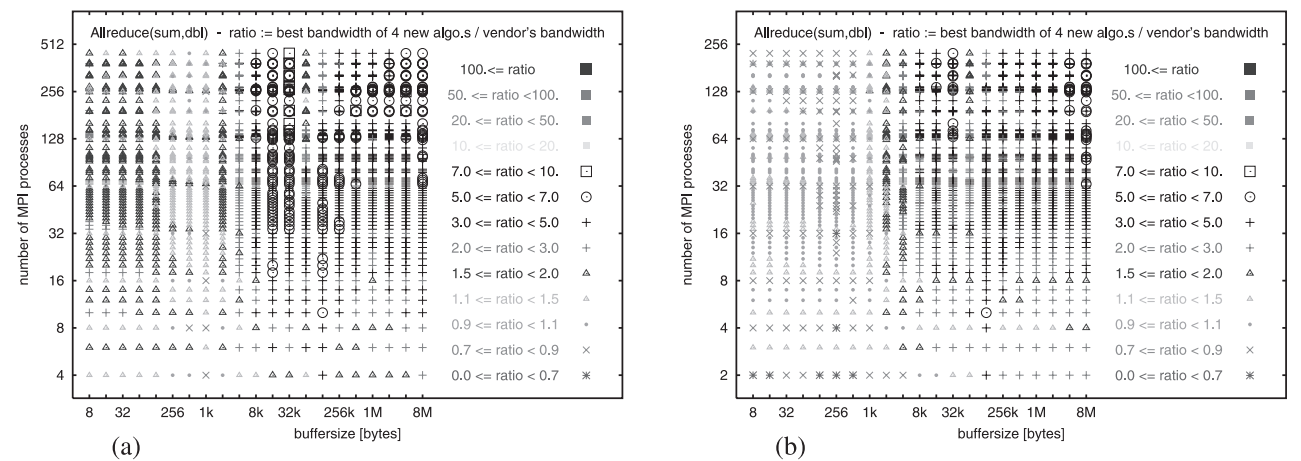 Allreduce(sum,dbl) - ratio := best bandwidth of 4 new algo.s / vendor's bandwidth
512
256
128
64
32
16
8
4
number of MPI processes
100.<= ratio
50. <= ratio <100.
20. <= ratio < 50.
10. <= ratio < 20.
7.0 <= ratio < 10.
5.0 <= ratio < 7.0
3.0 <= ratio < 5.0
2.0 <= ratio < 3.0
1.5 <= ratio < 2.0
1.1 <= ratio < 1.5
0.9 <= ratio < 1.1
0.7 <= ratio < 0.9
0.0 <= ratio < 0.7
8 32 256 1k 8k 32k 256k 1M 8M
buffersize [bytes]
(a)
Allreduce(sum,dbl) - ratio := best bandwidth of 4 new algo.s / vendor's bandwidth
256
128
64
32
16
8
4
2
number of MPI processes
100.<= ratio
50. <= ratio <100.
20. <= ratio < 50.
10. <= ratio < 20.
7.0 <= ratio < 10.
5.0 <= ratio < 7.0
3.0 <= ratio < 5.0
2.0 <= ratio < 3.0
1.5 <= ratio < 2.0
1.1 <= ratio < 1.5
0.9 <= ratio < 1.1
0.7 <= ratio < 0.9
0.0 <= ratio < 0.7
8 32 256 1k 8k 32k 256k 1M 8M
buffersize [bytes]
(b)